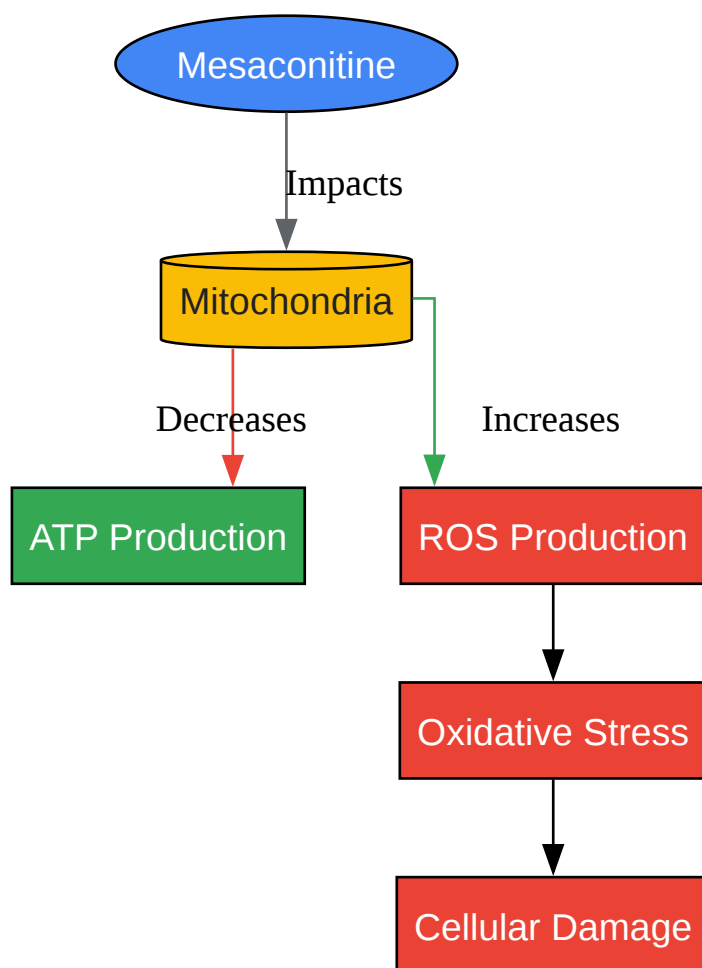 Mesaconitine
Impacts
Mitochondria
Decreases
Increases
ATP Production
ROS Production
Oxidative Stress
Cellular Damage